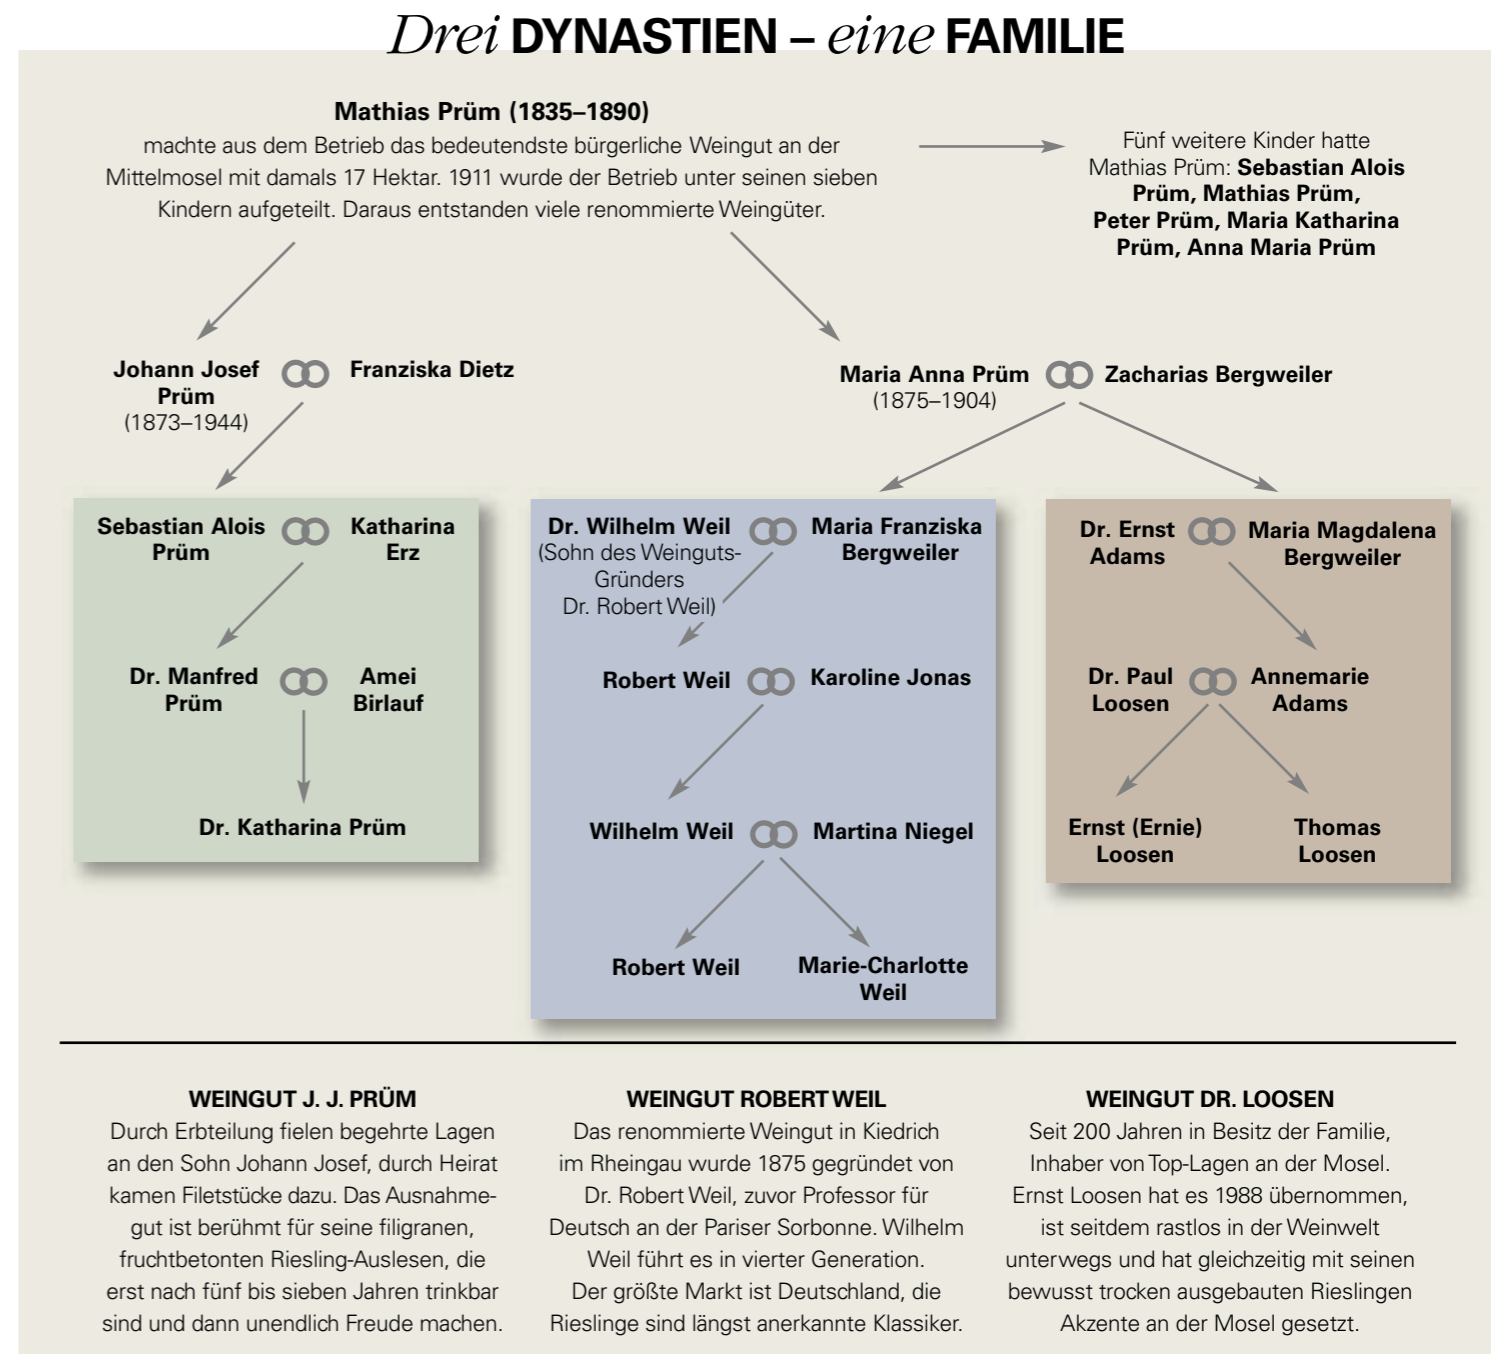 Drei DYNASTIEN – eine FAMILIE
Mathias Prüm (1835–1890)
machte aus dem Betrieb das bedeutendste bürgerliche Weingut an der
Mittelmosel mit damals 17 Hektar. 1911 wurde der Betrieb unter seinen sieben
Kindern aufgeteilt. Daraus entstanden viele renommierte Weingüter.
Fünf weitere Kinder hatte
Mathias Prüm: Sebastian Alois
Prüm, Mathias Prüm,
Peter Prüm, Maria Katharina
Prüm, Anna Maria Prüm
Johann Josef
Prüm
(1873–1944)
Franziska Dietz
Maria Anna Prüm
(1875–1904)
Zacharias Bergweiler
Sebastian Alois
Prüm
Katharina
Erz
Dr. Manfred
Prüm
Amei
Birlauf
Dr. Katharina Prüm
Dr. Wilhelm Weil
(Sohn des Weinguts-
Gründers
Dr. Robert Weil)
Maria Franziska
Bergweiler
Robert Weil
Karoline Jonas
Wilhelm Weil
Martina Niegel
Robert Weil
Marie-Charlotte
Weil
Dr. Ernst
Adams
Maria Magdalena
Bergweiler
Dr. Paul
Loosen
Annemarie
Adams
Ernst (Ernie)
Loosen
Thomas
Loosen
WEINGUT J. J. PRÜM
Durch Erbteilung fielen begehrte Lagen
an den Sohn Johann Josef, durch Heirat
kamen Filetstücke dazu. Das Ausnahme-
gut ist berühmt für seine filigranen,
fruchtbetonten Riesling-Auslesen, die
erst nach fünf bis sieben Jahren trinkbar
sind und dann unendlich Freude machen.
WEINGUT ROBERT WEIL
Das renommierte Weingut in Kiedrich
im Rheingau wurde 1875 gegründet von
Dr. Robert Weil, zuvor Professor für
Deutsch an der Pariser Sorbonne. Wilhelm
Weil führt es in vierter Generation.
Der größte Markt ist Deutschland, die
Rieslinge sind längst anerkannte Klassiker.
WEINGUT DR. LOOSEN
Seit 200 Jahren in Besitz der Familie,
Inhaber von Top-Lagen an der Mosel.
Ernst Loosen hat es 1988 übernommen,
ist seitdem rastlos in der Weinwelt
unterwegs und hat gleichzeitig mit seinen
bewusst trocken ausgebauten Rieslingen
Akzente an der Mosel gesetzt.